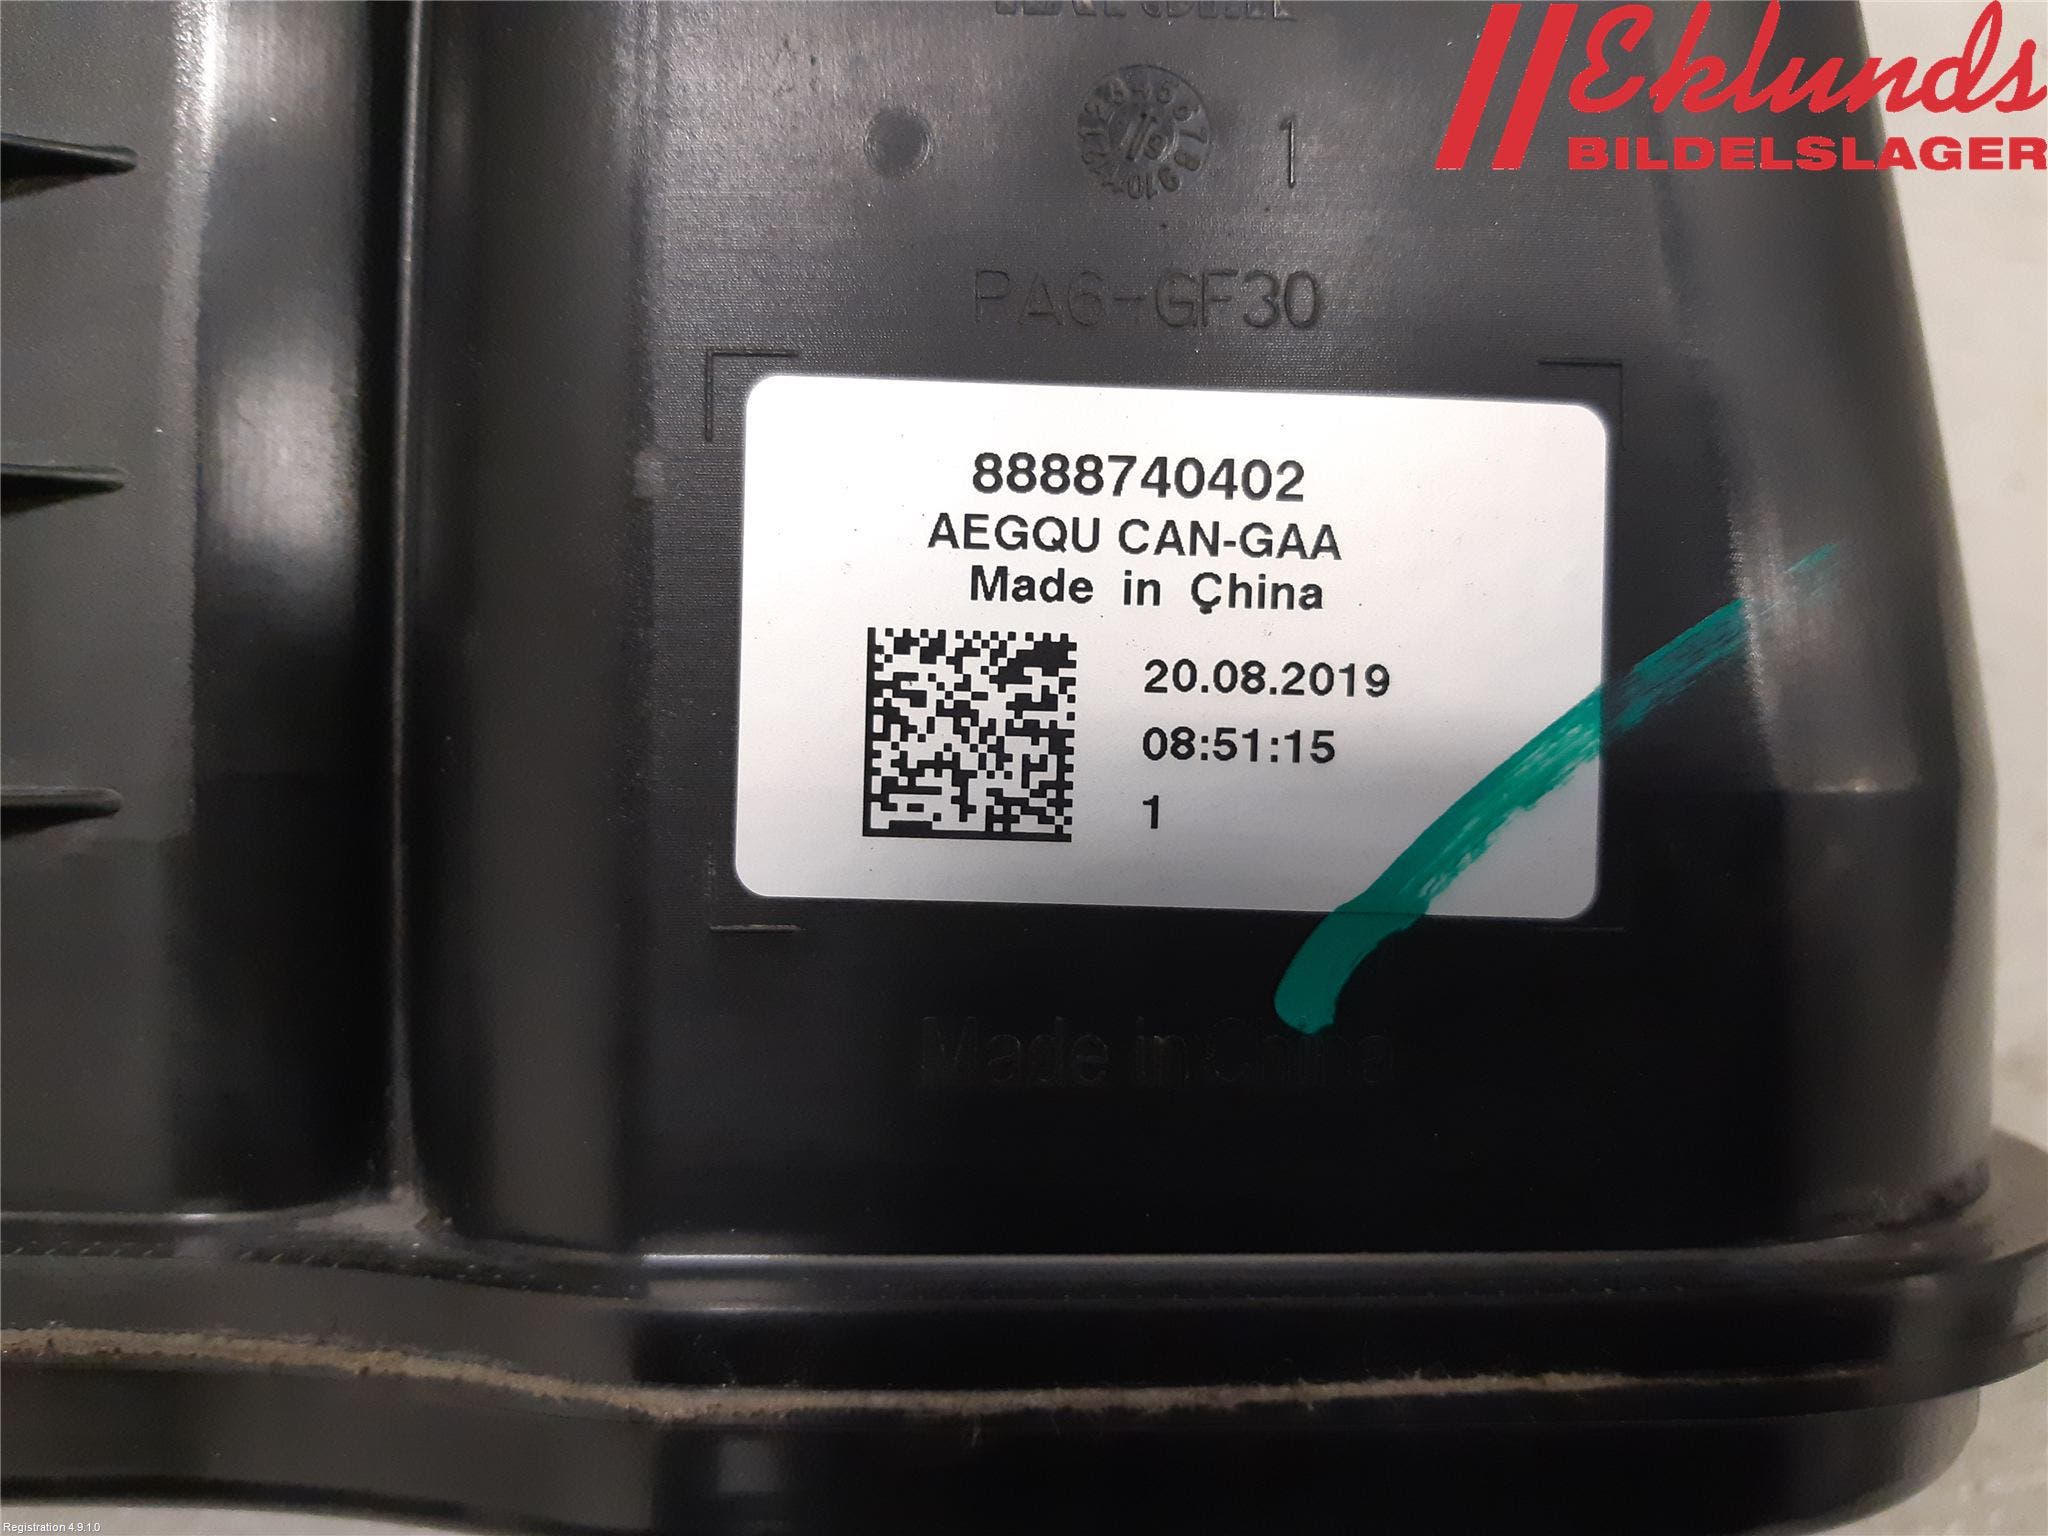 Eklunds
BILDELSLAGER
1
PA6-GF30
8888740402
AEGQU CAN-GAA
Made in China
20.08.2019
08:51:15
1
Made in China
Registration 4.9.1.0